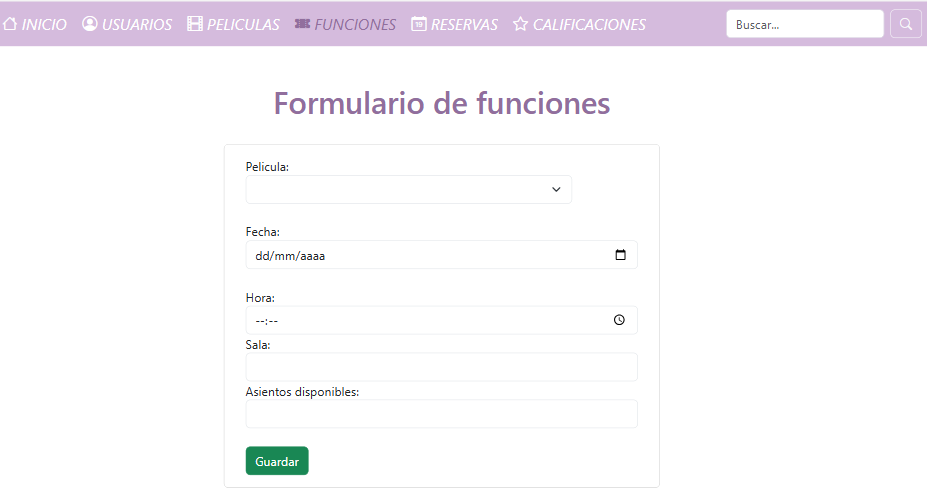 INICIO USUARIOS PELICULAS FUNCIONES 19 RESERVAS CALIFICACIONES Buscar...
Formulario de funciones
Pelicula:
Fecha:
dd/mm/aaaa
Hora:
--:--
Sala:
Asientos disponibles:
Guardar